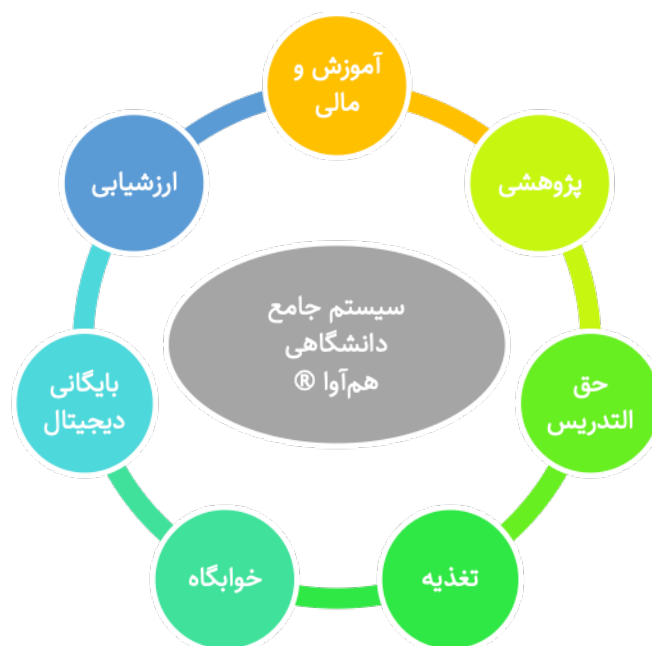 آموزش و
مالی
پژوهشی
حق
التدریس
تغذیه
خوابگاه
بایگانی
دیجیتال
ارزشیابی
سیستم جامع
دانشگاهی
هم‌آوا ®